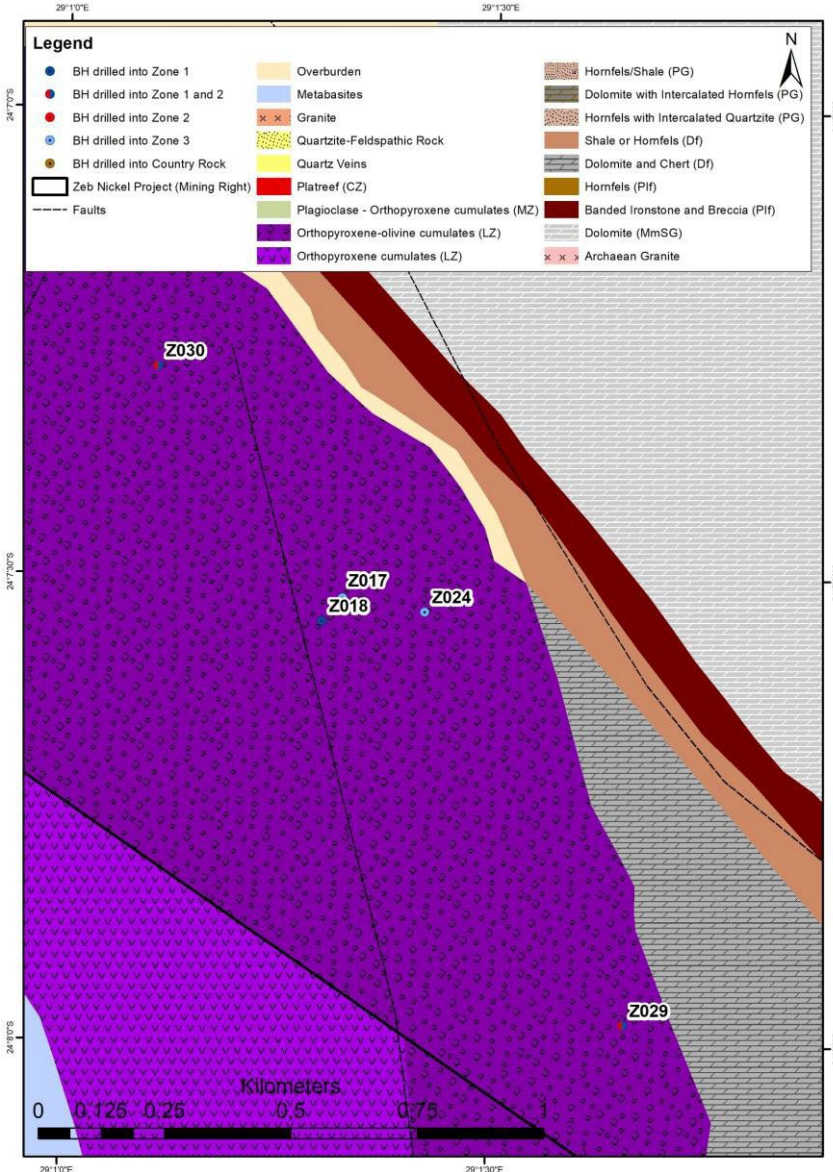 29°1'0"E
29°1'30"E
Legend
N
BH drilled into Zone 1
BH drilled into Zone 1 and 2
BH drilled into Zone 2
BH drilled into Zone 3
BH drilled into Country Rock
Zeb Nickel Project (Mining Right)
Faults
Overburden
Metabasites
Granite
Quartzite-Feldspathic Rock
Quartz Veins
Platreef (CZ)
Plagioclase - Orthopyroxene cumulates (MZ)
Orthopyroxene-olivine cumulates (LZ)
Orthopyroxene cumulates (LZ)
Hornfels/Shale (PG)
Dolomite with Intercalated Hornfels (PG)
Hornfels with Intercalated Quartzite (PG)
Shale or Hornfels (Df)
Dolomite and Chert (Df)
Hornfels (Plf)
Banded Ironstone and Breccia (Plf)
Dolomite (MmSG)
Archaean Granite
24°7'0"S
Z030
24°7'30"S
Z017
Z018
Z024
Z029
24°8'0"S
Kilometers
0 0,125 0,25 0,5 0,75 1
29°1'0"E
29°1'30"E